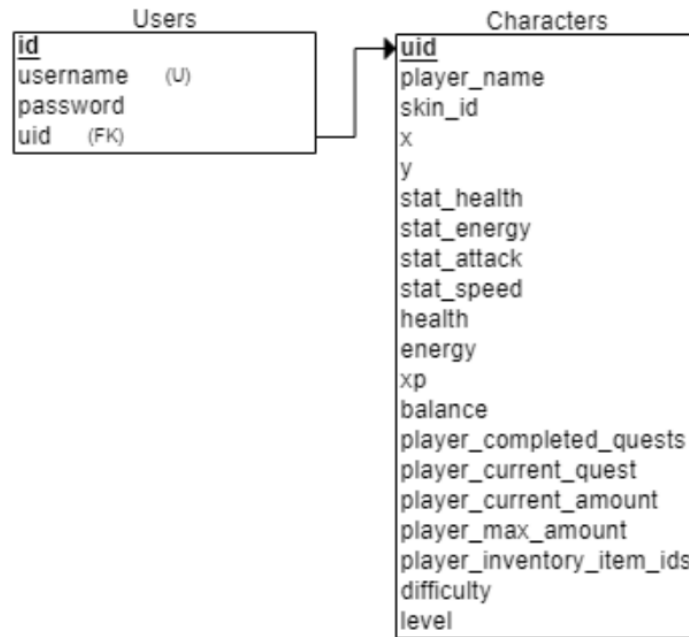 Users
id
username (U)
password
uid (FK)
Characters
uid
player_name
skin_id
x
y
stat_health
stat_energy
stat_attack
stat_speed
health
energy
xp
balance
player_completed_quests
player_current_quest
player_current_amount
player_max_amount
player_inventory_item_ids
difficulty
level